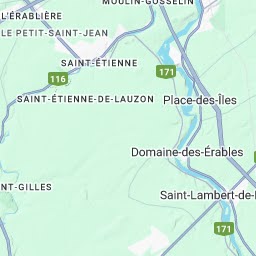 MOULIN-GOSSELIN
L'ÉRABLIÈRE
LE PETIT-SAINT-JEAN
SAINT-ÉTIENNE
171
116
SAINT-ÉTIENNE-DE-LAUZON
Place-des-Îles
Domaine-des-Érables
NT-GILLES
Saint-Lambert-de-
171